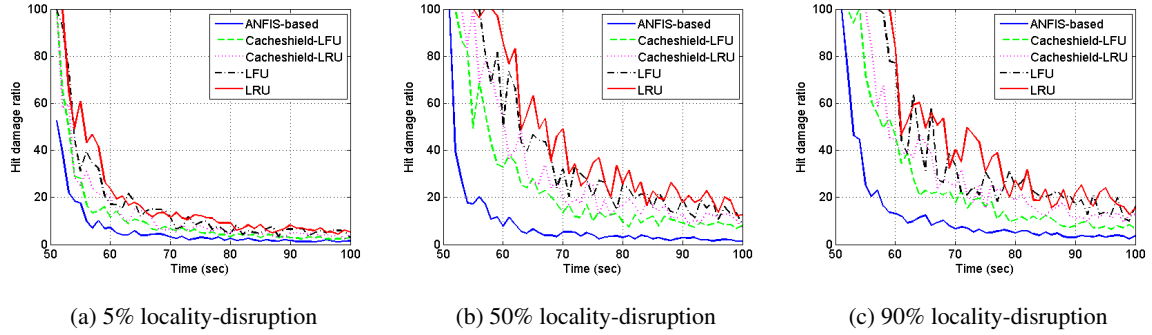 100
80
60
40
20
0
Hit damage ratio
ANFIS-based
Cacheshield-LFU
Cacheshield-LRU
LFU
LRU
50 60 70 80 90 100
Time (sec)
(a) 5% locality-disruption
100
80
60
40
20
0
Hit damage ratio
ANFIS-based
Cacheshield-LFU
Cacheshield-LRU
LFU
LRU
50 60 70 80 90 100
Time (sec)
(b) 50% locality-disruption
100
80
60
40
20
0
Hit damage ratio
ANFIS-based
Cacheshield-LFU
Cacheshield-LRU
LFU
LRU
50 60 70 80 90 100
Time (sec)
(c) 90% locality-disruption